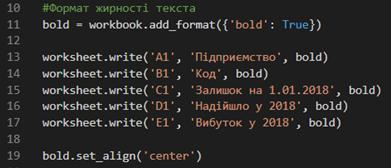 10 #Формат жирності текста
11 bold = workbook.add_format({'bold': True})
12
13 worksheet.write('A1', 'Підприємство', bold)
14 worksheet.write('B1', 'Код', bold)
15 worksheet.write('C1', 'Залишок на 1.01.2018', bold)
16 worksheet.write('D1', 'Надійшло у 2018', bold)
17 worksheet.write('E1', 'Вибуток у 2018', bold)
18
19 bold.set_align('center')